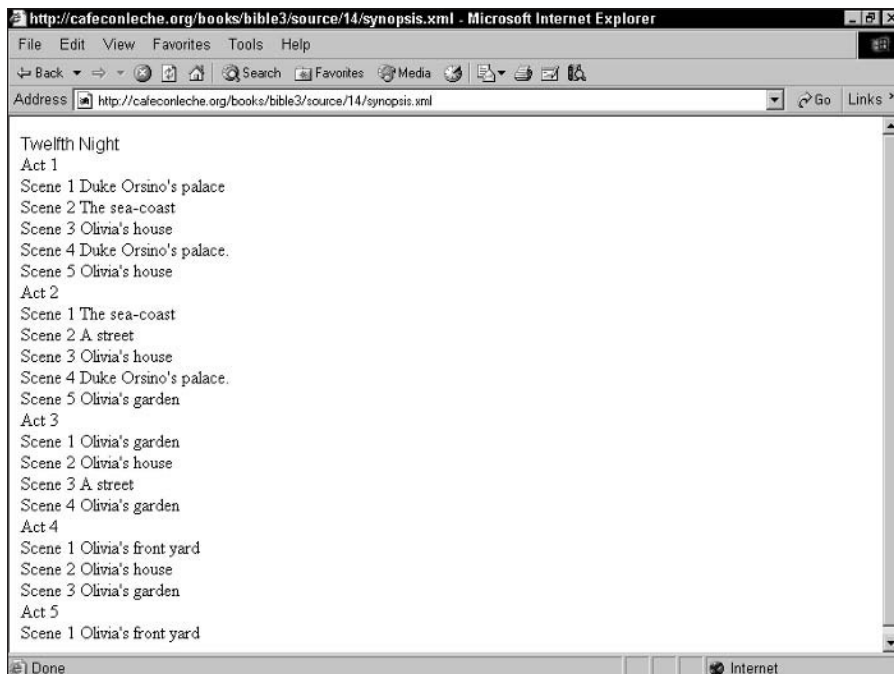 http://cafeconleche.org/books/bible3/source/14/synopsis.xml - Microsoft Internet Explorer
File Edit View Favorites Tools Help
Back Search Favorites Media
Address http://cafeconleche.org/books/bible3/source/14/synopsis.xml Go Links
Twelfth Night
Act 1
Scene 1 Duke Orsino's palace
Scene 2 The sea-coast
Scene 3 Olivia's house
Scene 4 Duke Orsino's palace.
Scene 5 Olivia's house
Act 2
Scene 1 The sea-coast
Scene 2 A street
Scene 3 Olivia's house
Scene 4 Duke Orsino's palace.
Scene 5 Olivia's garden
Act 3
Scene 1 Olivia's garden
Scene 2 Olivia's house
Scene 3 A street
Scene 4 Olivia's garden
Act 4
Scene 1 Olivia's front yard
Scene 2 Olivia's house
Scene 3 Olivia's garden
Act 5
Scene 1 Olivia's front yard
Done Internet